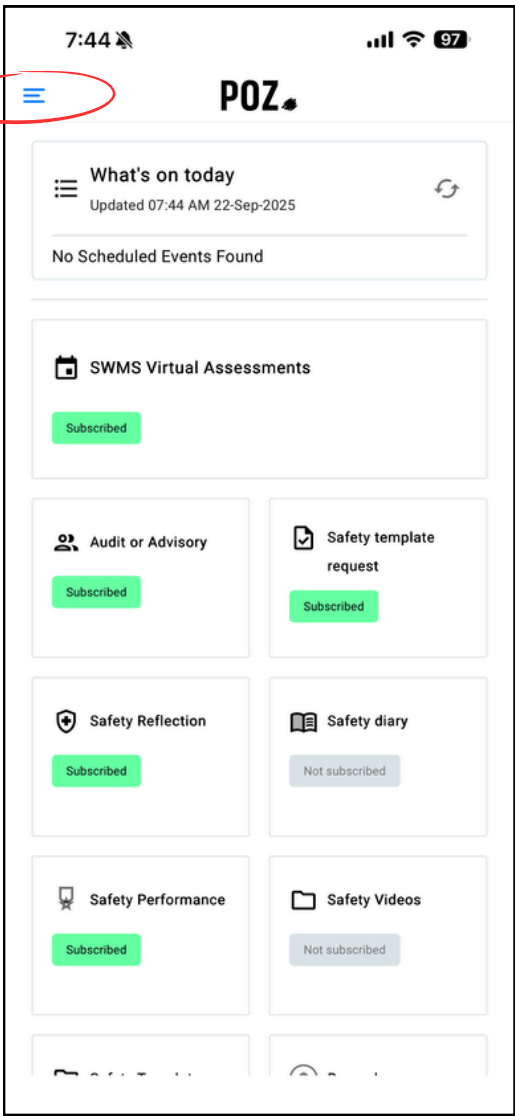 7:44
97
POZ
What's on today
Updated 07:44 AM 22-Sep-2025
No Scheduled Events Found
SWMS Virtual Assessments
Subscribed
Audit or Advisory
Subscribed
Safety template
request
Subscribed
Safety Reflection
Subscribed
Safety diary
Not subscribed
Safety Performance
Subscribed
Safety Videos
Not subscribed